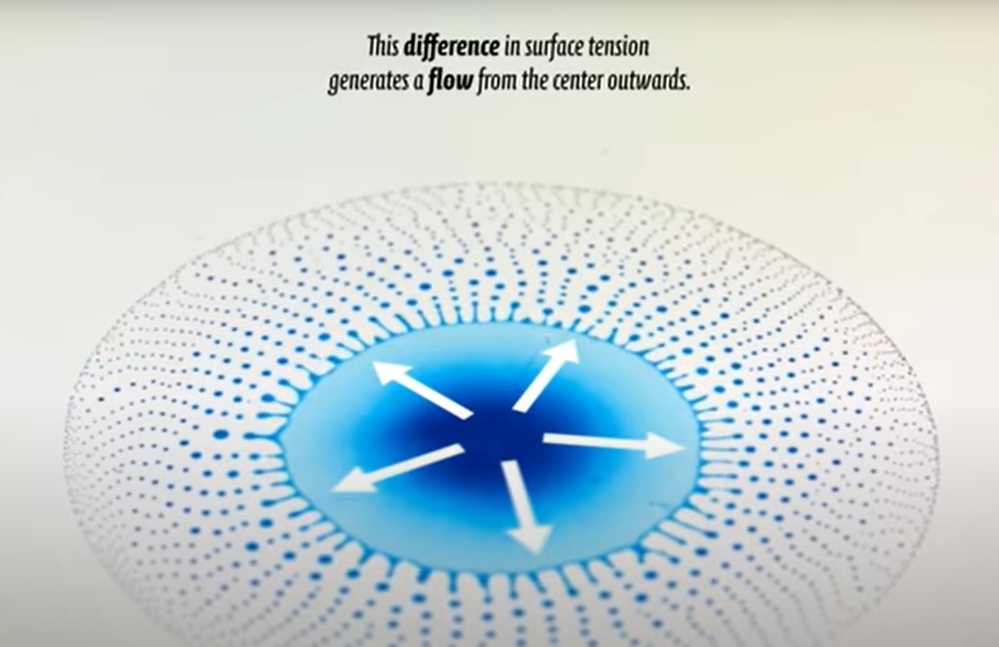 This difference in surface tension
generates a flow from the center outwards.